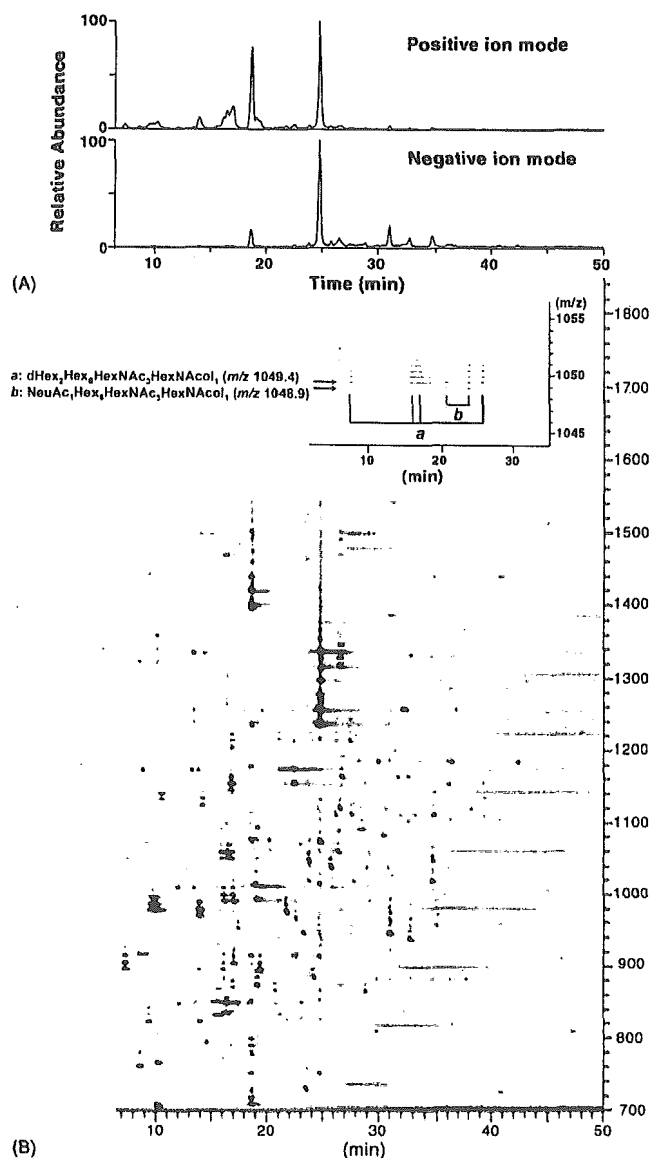 100
Positive ion mode
0
Relative Abundance
100
Negative ion mode
0
10 20 30 40 50
Time (min)
(A)
(m/z)
1055
1050
1045
a: dHex2Hex6HexNAc3HexNAcol1 (m/z 1049.4)
b: NeuAc1Hex6HexNAc3HexNAcol1 (m/z 1048.9)
b
a
10 20 30
(min)
1800
1700
1600
1500
1400
1300
1200
1100
1000
900
800
700
10 20 30 40 50
(min)
(B)